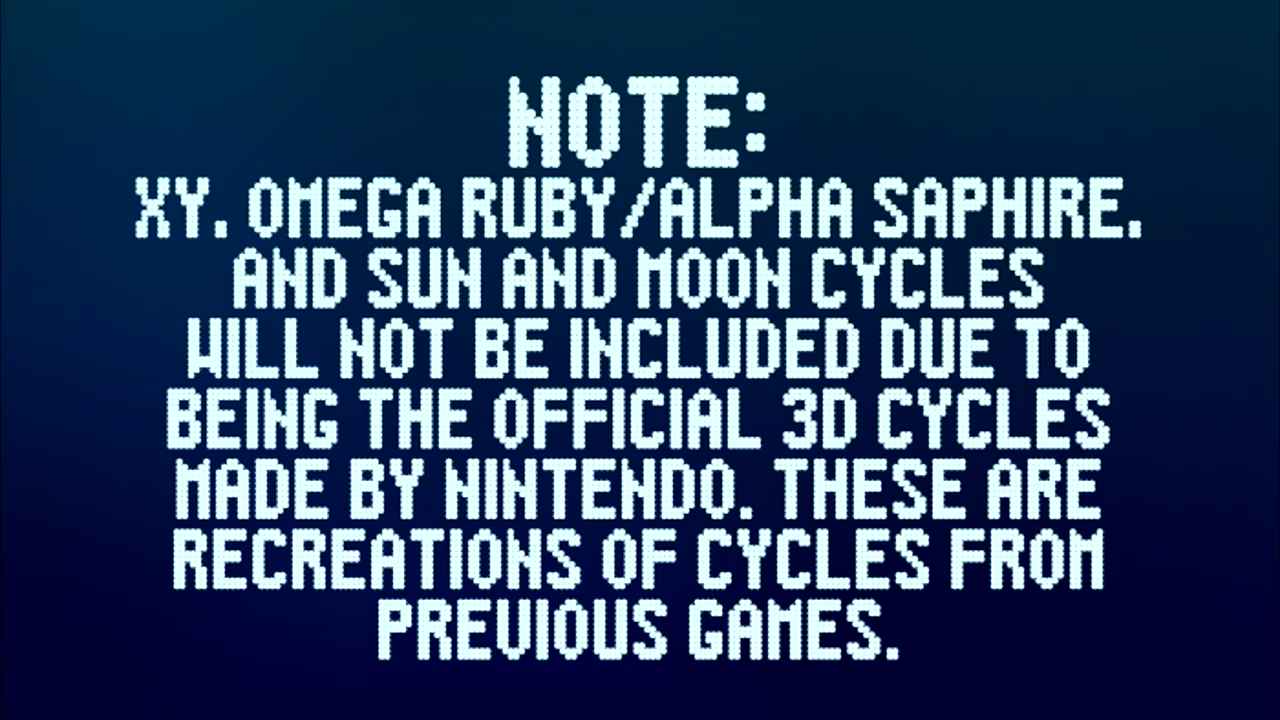 NOTE:
XY. OMEGA RUBY/ALPHA SAPHIRE.
AND SUN AND MOON CYCLES
WILL NOT BE INCLUDED DUE TO
BEING THE OFFICIAL 3D CYCLES
MADE BY NINTENDO. THESE ARE
RECREATIONS OF CYCLES FROM
PREVIOUS GAMES.